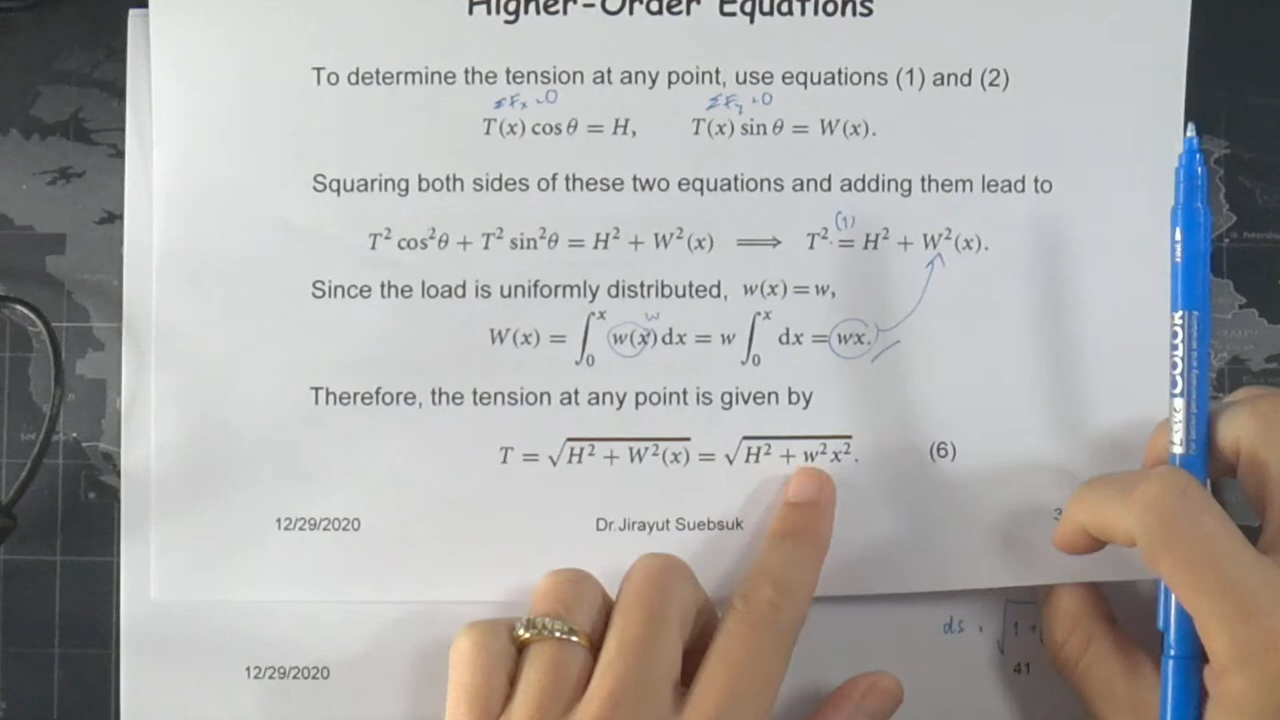 Higher-Order Equations
To determine the tension at any point, use equations (1) and (2)
ΣFx = 0 ΣFy = 0
T(x) cos θ = H, T(x) sin θ = W(x).
Squaring both sides of these two equations and adding them lead to
(1)
T² cos²θ + T² sin²θ = H² + W²(x) ⟹ T² = H² + W²(x).
Since the load is uniformly distributed, w(x)=w,
w
W(x) = ∫₀ˣ w(x) dx = w ∫₀ˣ dx = wx.
Therefore, the tension at any point is given by
T = √(H² + W²(x)) = √(H² + w²x²). (6)
12/29/2020 Dr.Jirayut Suebsuk 3
ds = √1+
12/29/2020 41
COLOR